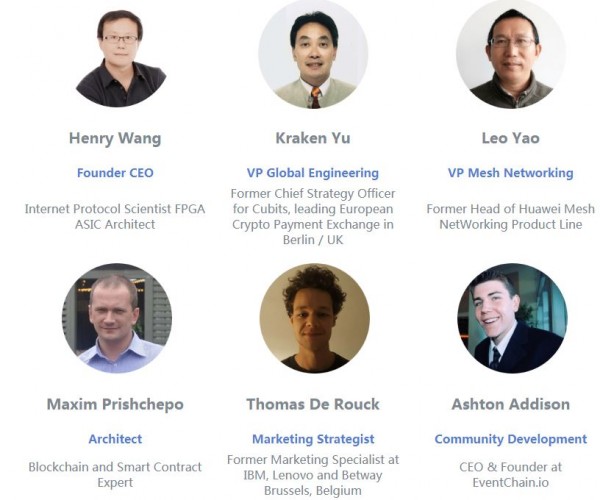 Henry Wang
Kraken Yu
Leo Yao
Founder CEO
VP Global Engineering
VP Mesh Networking
Internet Protocol Scientist FPGA
ASIC Architect
Former Chief Strategy Officer
for Cubits, leading European
Crypto Payment Exchange in
Berlin / UK
Former Head of Huawei Mesh
NetWorking Product Line
Maxim Prishchepo
Thomas De Rouck
Ashton Addison
Architect
Marketing Strategist
Community Development
Blockchain and Smart Contract
Expert
Former Marketing Specialist at
IBM, Lenovo and Betway
Brussels, Belgium
CEO & Founder at
EventChain.io